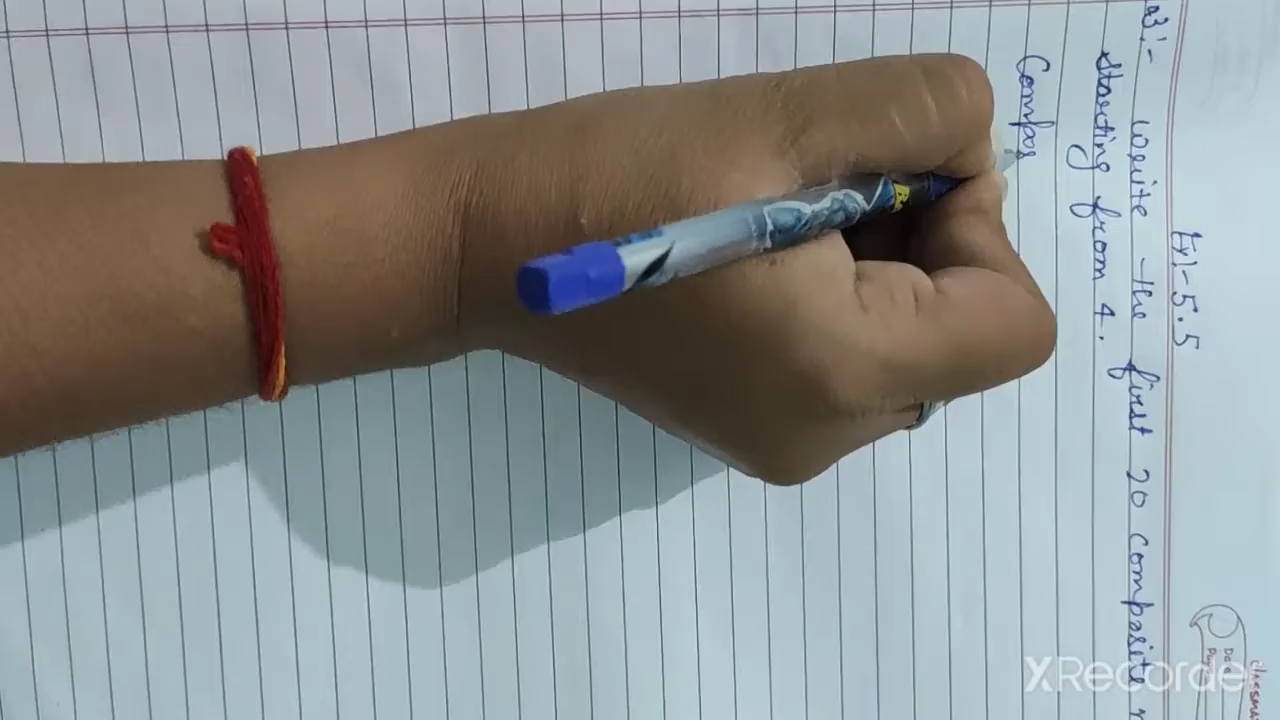 Ex:- 5.5
Q3:- Write the first 20 composite
starting from 4.
Compos
XRecorder